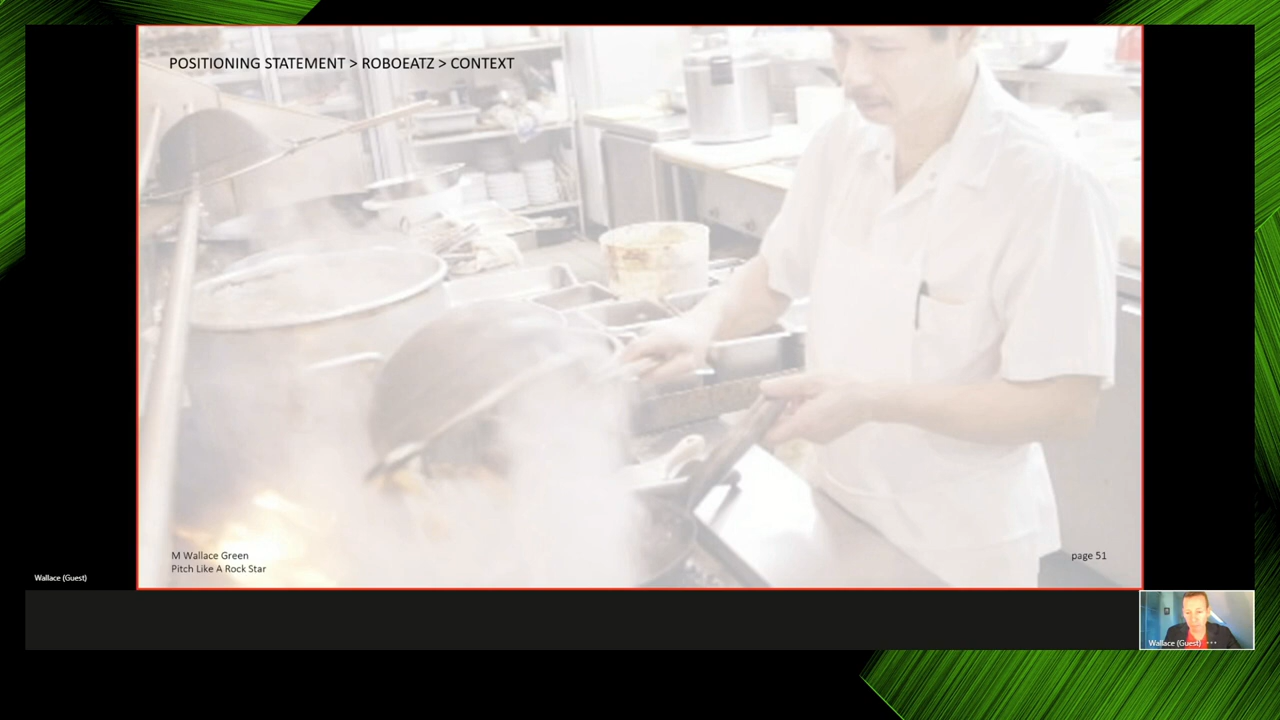 POSITIONING STATEMENT > ROBOEATZ > CONTEXT
M Wallace Green
Pitch Like A Rock Star
page 51
Wallace (Guest)
Wallace (Guest)